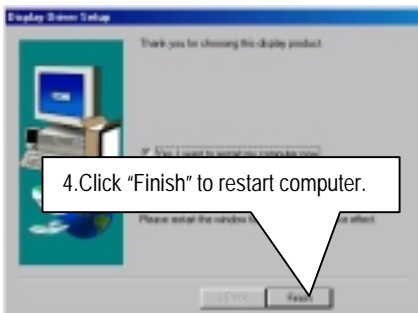 Display Driver Setup
Thank you for choosing this display product.
Yes, I want to restart my computer now.
4.Click “Finish” to restart computer.
Please restart the window
effect.
Finish